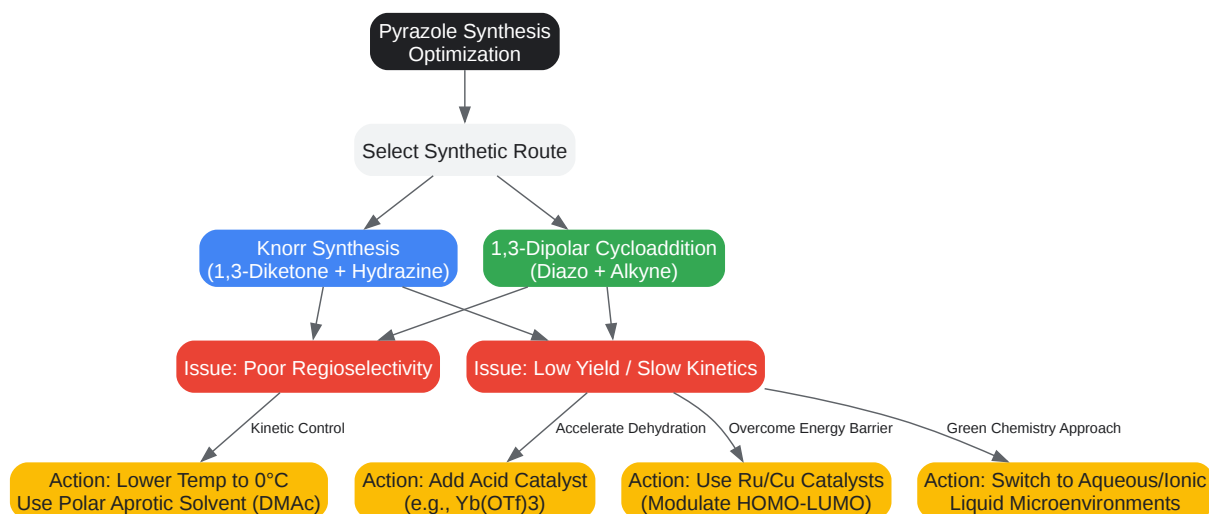 Pyrazole Synthesis
Optimization
Select Synthetic Route
Knorr Synthesis
(1,3-Diketone + Hydrazine)
1,3-Dipolar Cycloaddition
(Diazo + Alkyne)
Issue: Poor Regioselectivity
Issue: Low Yield / Slow Kinetics
Kinetic Control
Accelerate Dehydration
Overcome Energy Barrier
Green Chemistry Approach
Action: Lower Temp to 0°C
Use Polar Aprotic Solvent (DMAc)
Action: Add Acid Catalyst
(e.g., Yb(OTf)3)
Action: Use Ru/Cu Catalysts
(Modulate HOMO-LUMO)
Action: Switch to Aqueous/Ionic
Liquid Microenvironments